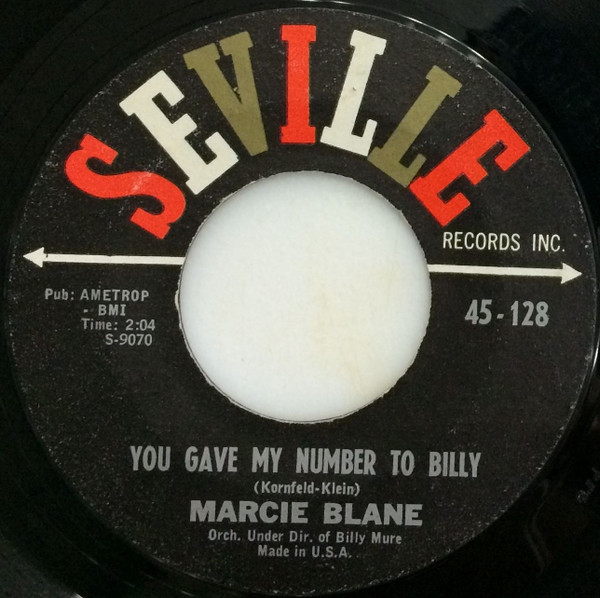 SEVILLE
RECORDS INC.
Pub: AMETROP
- BMI
Time: 2:04
S-9070
45-128
YOU GAVE MY NUMBER TO BILLY
(Kornfeld-Klein)
MARCIE BLANE
Orch. Under Dir. of Billy Mure
Made in U.S.A.